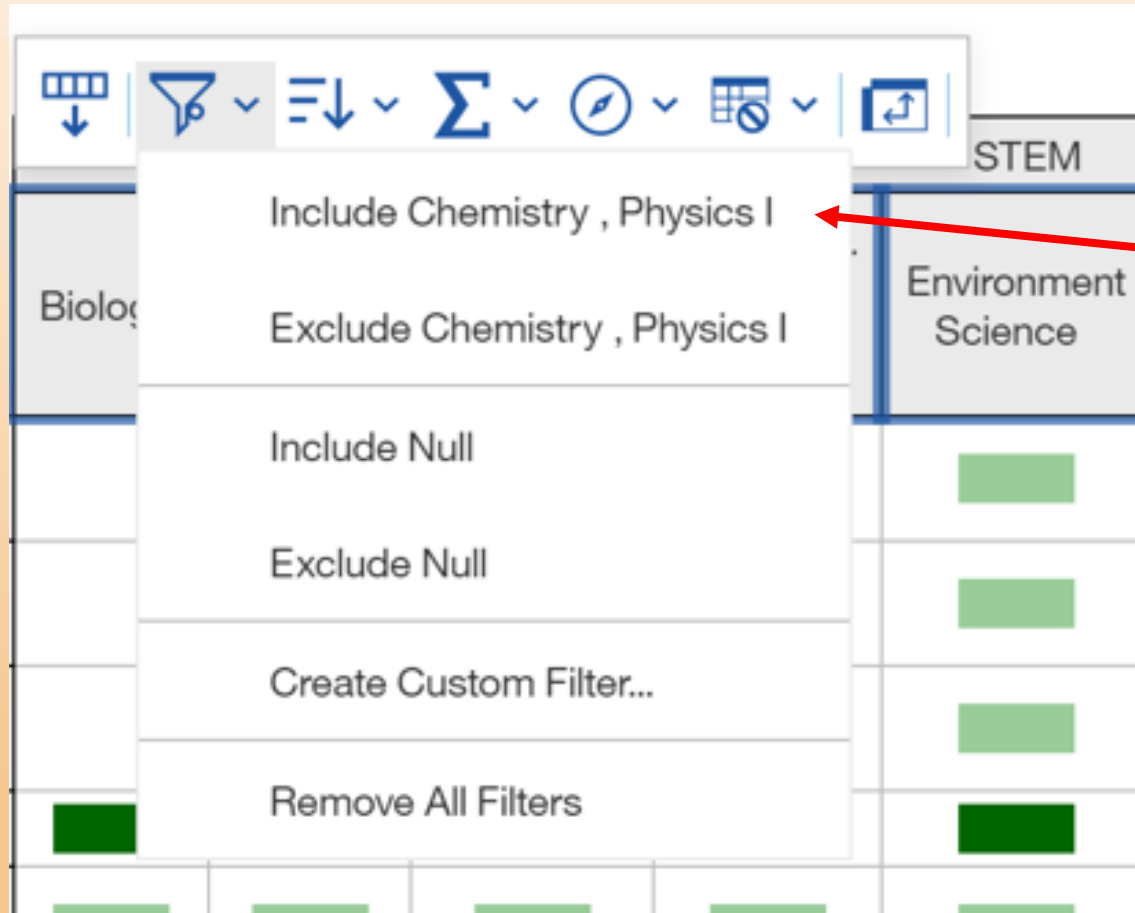 STEM
Include Chemistry , Physics I
Environment
Science
Exclude Chemistry , Physics I
Include Null
Exclude Null
Create Custom Filter...
Remove All Filters